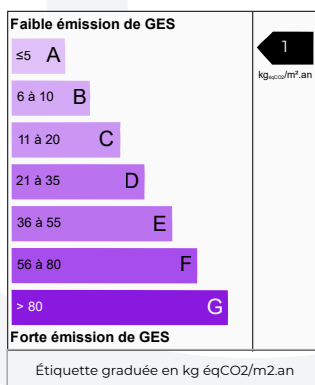 Faible émission de GES
≤5 A
1
kgéqCO2/m².an
6 à 10 B
11 à 20 C
21 à 35 D
36 à 55 E
56 à 80 F
> 80 G
Forte émission de GES
Étiquette graduée en kg éqCO2/m2.an